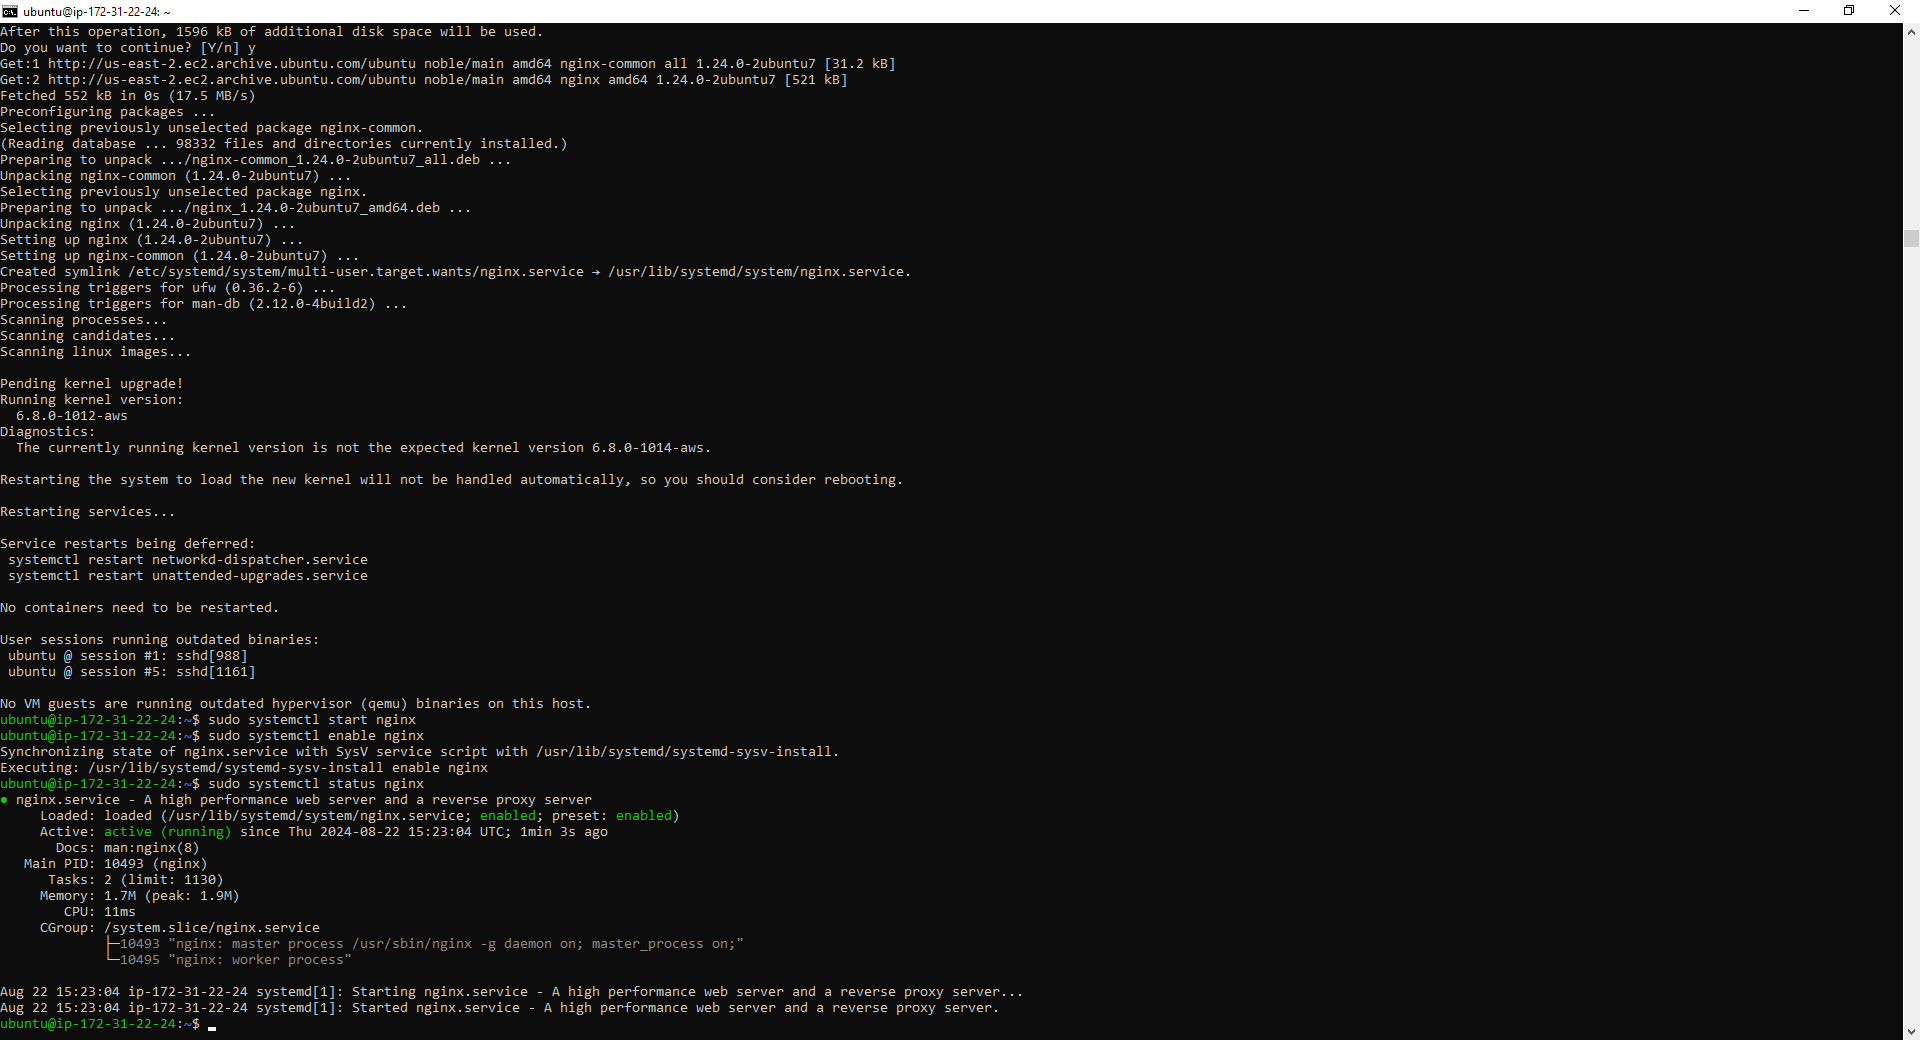 ubuntu@ip-172-31-22-24: ~
After this operation, 1596 kB of additional disk space will be used.
Do you want to continue? [Y/n] y
Get:1 http://us-east-2.ec2.archive.ubuntu.com/ubuntu noble/main amd64 nginx-common all 1.24.0-2ubuntu7 [31.2 kB]
Get:2 http://us-east-2.ec2.archive.ubuntu.com/ubuntu noble/main amd64 nginx amd64 1.24.0-2ubuntu7 [521 kB]
Fetched 552 kB in 0s (17.5 MB/s)
Preconfiguring packages ...
Selecting previously unselected package nginx-common.
(Reading database ... 98332 files and directories currently installed.)
Preparing to unpack .../nginx-common_1.24.0-2ubuntu7_all.deb ...
Unpacking nginx-common (1.24.0-2ubuntu7) ...
Selecting previously unselected package nginx.
Preparing to unpack .../nginx_1.24.0-2ubuntu7_amd64.deb ...
Unpacking nginx (1.24.0-2ubuntu7) ...
Setting up nginx (1.24.0-2ubuntu7) ...
Setting up nginx-common (1.24.0-2ubuntu7) ...
Created symlink /etc/systemd/system/multi-user.target.wants/nginx.service → /usr/lib/systemd/system/nginx.service.
Processing triggers for ufw (0.36.2-6) ...
Processing triggers for man-db (2.12.0-4build2) ...
Scanning processes...
Scanning candidates...
Scanning linux images...
Pending kernel upgrade!
Running kernel version:
  6.8.0-1012-aws
Diagnostics:
  The currently running kernel version is not the expected kernel version 6.8.0-1014-aws.
Restarting the system to load the new kernel will not be handled automatically, so you should consider rebooting.
Restarting services...
Service restarts being deferred:
 systemctl restart networkd-dispatcher.service
 systemctl restart unattended-upgrades.service
No containers need to be restarted.
User sessions running outdated binaries:
 ubuntu @ session #1: sshd[988]
 ubuntu @ session #5: sshd[1161]
No VM guests are running outdated hypervisor (qemu) binaries on this host.
ubuntu@ip-172-31-22-24:~$ sudo systemctl start nginx
ubuntu@ip-172-31-22-24:~$ sudo systemctl enable nginx
Synchronizing state of nginx.service with SysV service script with /usr/lib/systemd/systemd-sysv-install.
Executing: /usr/lib/systemd/systemd-sysv-install enable nginx
ubuntu@ip-172-31-22-24:~$ sudo systemctl status nginx
● nginx.service - A high performance web server and a reverse proxy server
     Loaded: loaded (/usr/lib/systemd/system/nginx.service; enabled; preset: enabled)
     Active: active (running) since Thu 2024-08-22 15:23:04 UTC; 1min 3s ago
       Docs: man:nginx(8)
   Main PID: 10493 (nginx)
      Tasks: 2 (limit: 1130)
     Memory: 1.7M (peak: 1.9M)
        CPU: 11ms
     CGroup: /system.slice/nginx.service
             ├─10493 "nginx: master process /usr/sbin/nginx -g daemon on; master_process on;"
             └─10495 "nginx: worker process"
Aug 22 15:23:04 ip-172-31-22-24 systemd[1]: Starting nginx.service - A high performance web server and a reverse proxy server...
Aug 22 15:23:04 ip-172-31-22-24 systemd[1]: Started nginx.service - A high performance web server and a reverse proxy server.
ubuntu@ip-172-31-22-24:~$